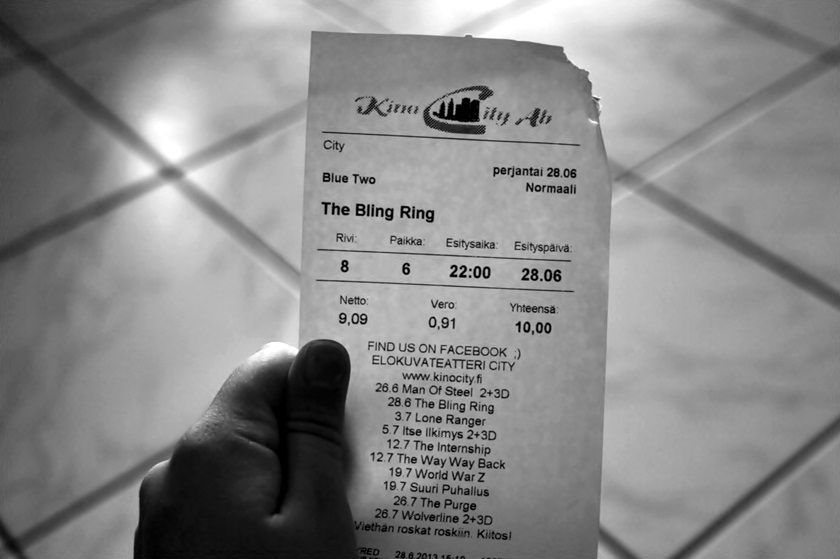 Kino City Ab
City
perjantai 28.06
Blue Two
Normaali
The Bling Ring
Rivi: Paikka: Esitysaika: Esityspäivä:
8 6 22:00 28.06
Netto: Vero: Yhteensä:
9,09 0,91 10,00
FIND US ON FACEBOOK ;)
ELOKUVATEATTERI CITY
www.kinocity.fi
26.6 Man Of Steel 2+3D
28.6 The Bling Ring
3.7 Lone Ranger
5.7 Itse Ilkimys 2+3D
12.7 The Internship
12.7 The Way Way Back
19.7 World War Z
19.7 Suuri Puhallus
26.7 The Purge
26.7 Wolverline 2+3D
Viethän roskat roskiin. Kiitos!
28.6.2013